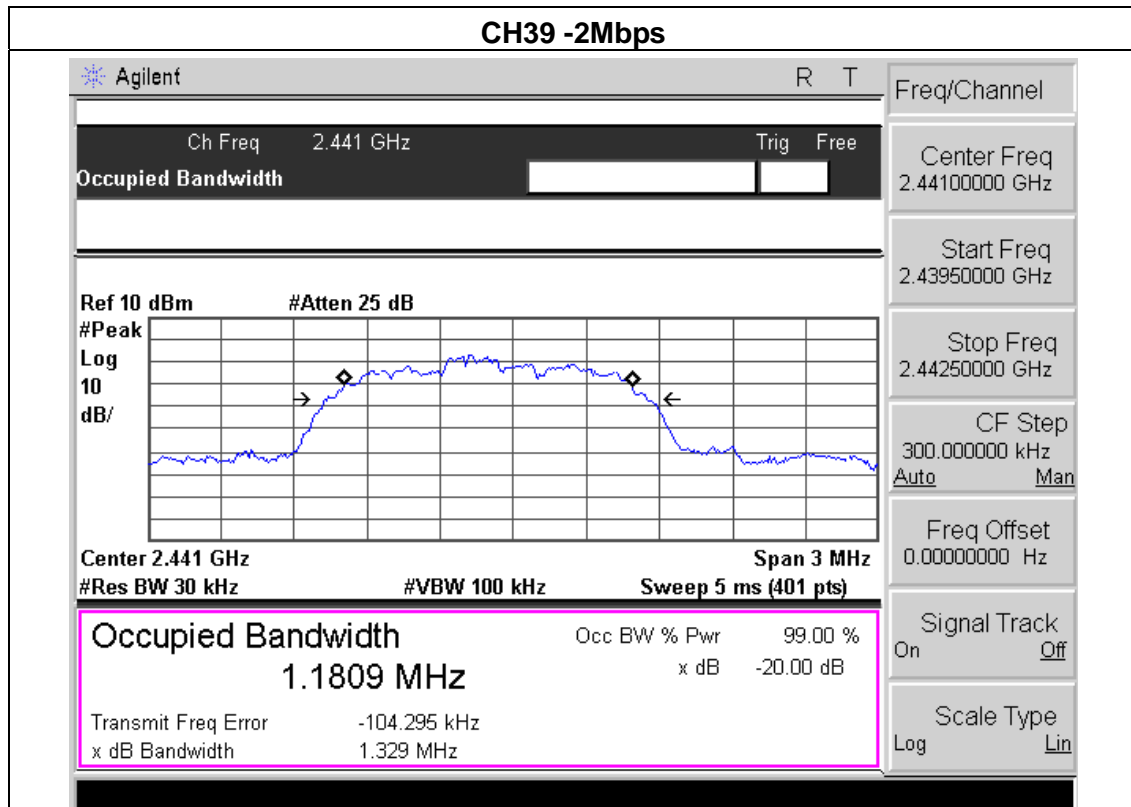 CH39 -2Mbps
Agilent R T
Freq/Channel
Ch Freq 2.441 GHz Trig Free
Occupied Bandwidth
Center Freq
2.44100000 GHz
Start Freq
2.43950000 GHz
Ref 10 dBm #Atten 25 dB
#Peak
Log
10
dB/
Stop Freq
2.44250000 GHz
CF Step
300.000000 kHz
Auto Man
Freq Offset
0.00000000 Hz
Center 2.441 GHz Span 3 MHz
#Res BW 30 kHz #VBW 100 kHz Sweep 5 ms (401 pts)
Occupied Bandwidth Occ BW % Pwr 99.00 %
1.1809 MHz x dB -20.00 dB
Transmit Freq Error -104.295 kHz
x dB Bandwidth 1.329 MHz
Signal Track
On Off
Scale Type
Log Lin